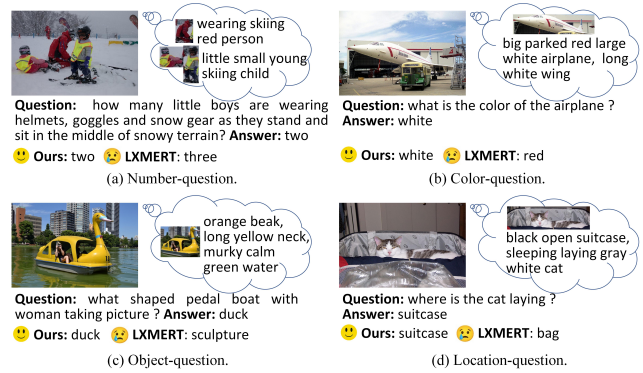 wearing skiing
red person
little small young
skiing child
Question: how many little boys are wearing
helmets, goggles and snow gear as they stand and
sit in the middle of snowy terrain? Answer: two
Ours: two LXMERT: three
(a) Number-question.
big parked red large
white airplane, long
white wing
Question: what is the color of the airplane ?
Answer: white
Ours: white LXMERT: red
(b) Color-question.
orange beak,
long yellow neck,
murky calm
green water
Question: what shaped pedal boat with
woman taking picture ? Answer: duck
Ours: duck LXMERT: sculpture
(c) Object-question.
black open suitcase,
sleeping laying gray
white cat
Question: where is the cat laying ?
Answer: suitcase
Ours: suitcase LXMERT: bag
(d) Location-question.